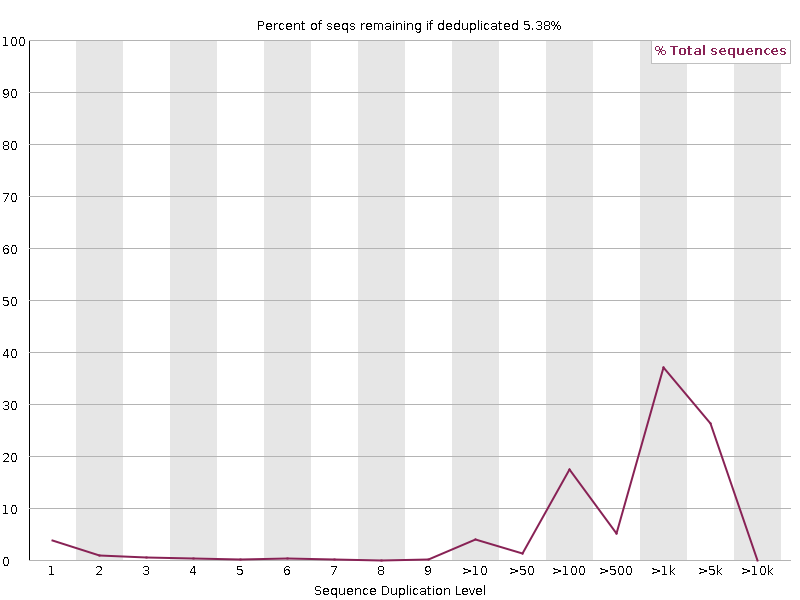 Percent of seqs remaining if deduplicated 5.38%
% Total sequences
100
90
80
70
60
50
40
30
20
10
0
1 2 3 4 5 6 7 8 9 >10 >50 >100 >500 >1k >5k >10k
Sequence Duplication Level